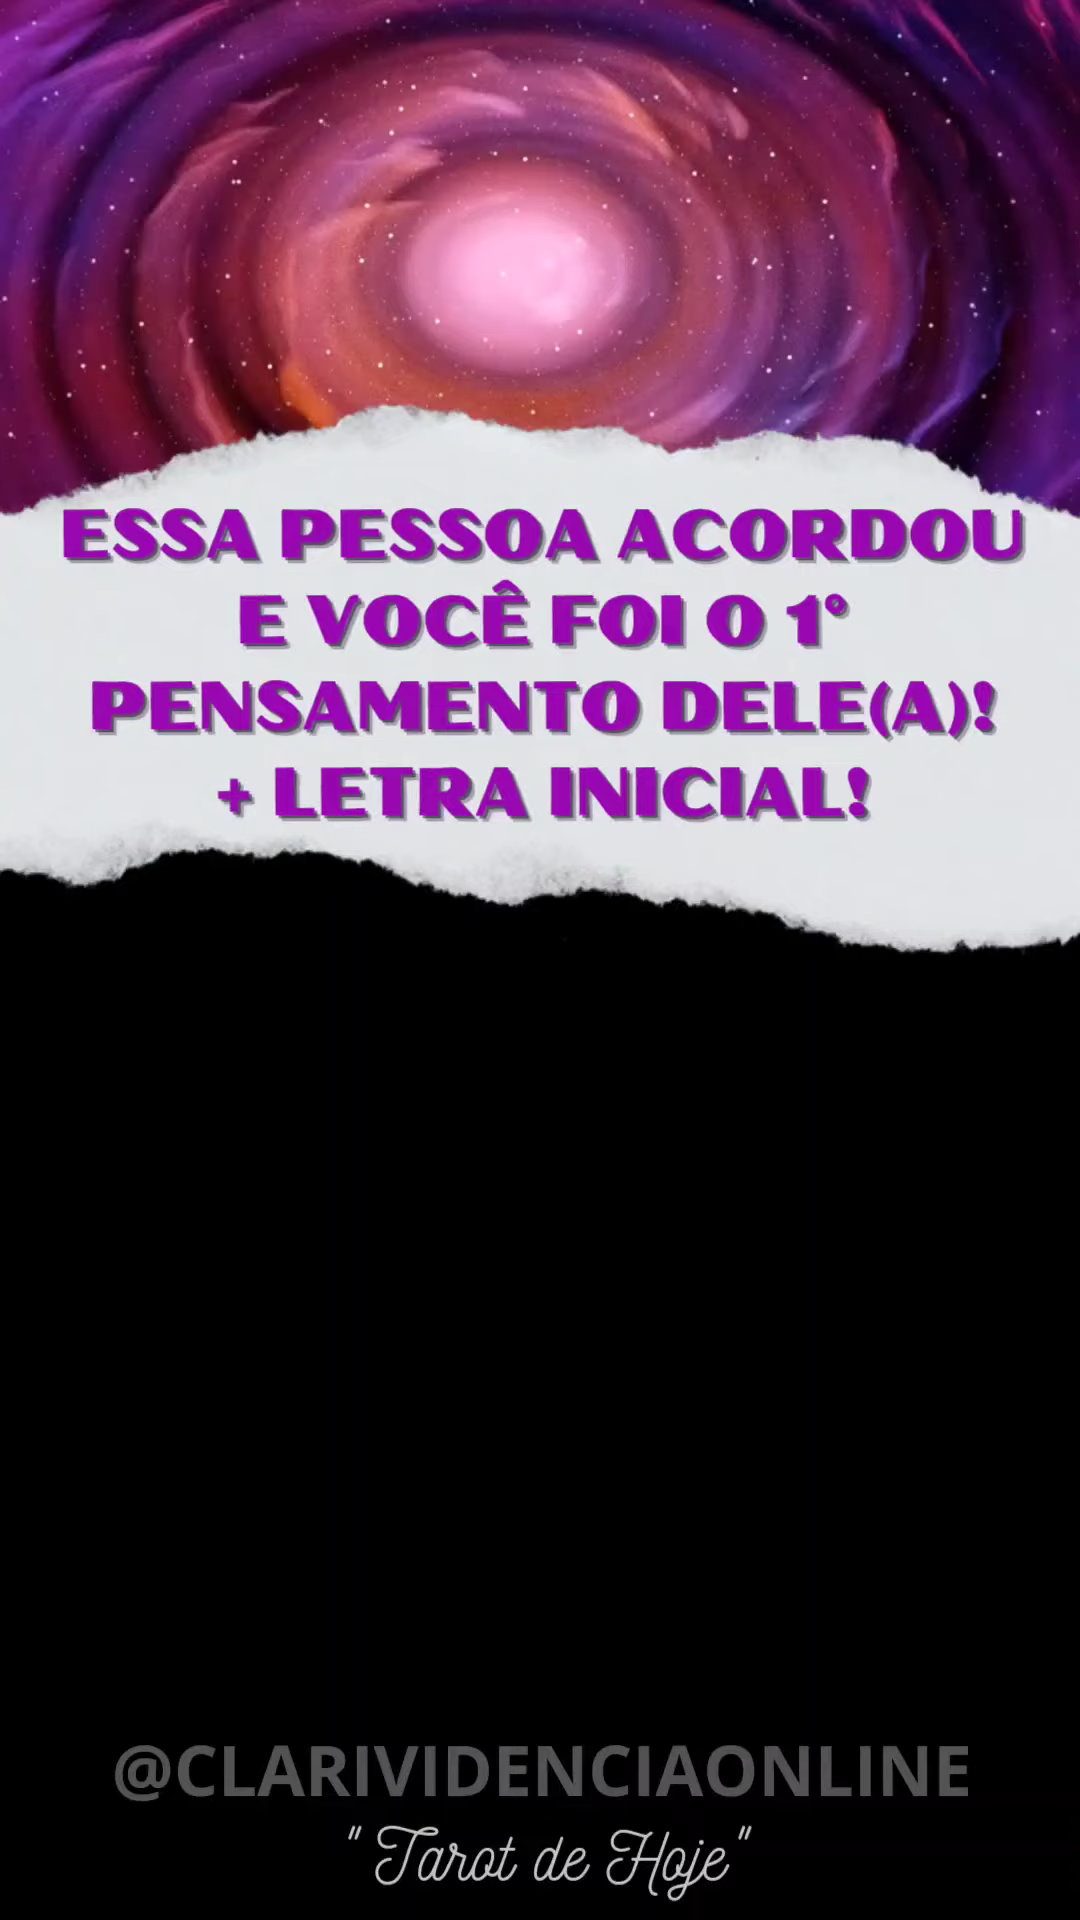 ESSA PESSOA ACORDOU
E VOCÊ FOI O 1°
PENSAMENTO DELE(A)!
+ LETRA INICIAL!
@CLARIVIDENCIAONLINE
"Tarot de Hoje"